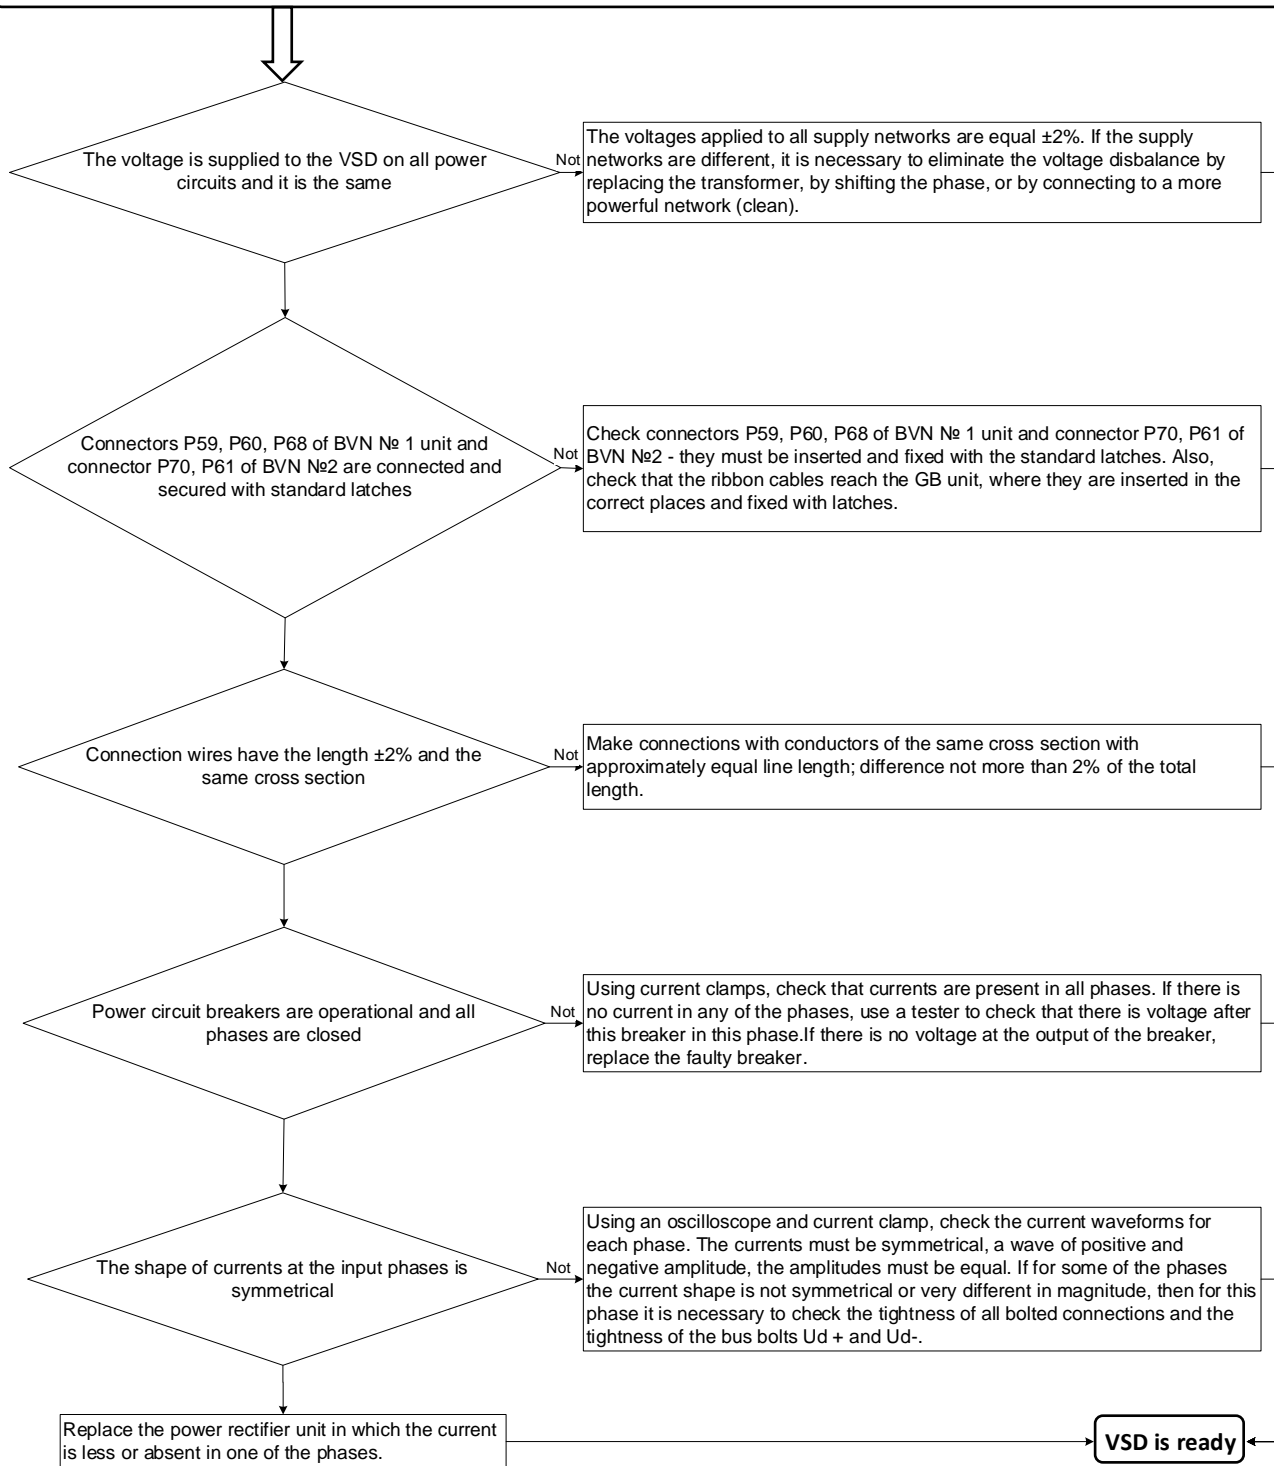 The voltage is supplied to the VSD on all power
circuits and it is the same
Not
The voltages applied to all supply networks are equal ±2%. If the supply
networks are different, it is necessary to eliminate the voltage disbalance by
replacing the transformer, by shifting the phase, or by connecting to a more
powerful network (clean).
Connectors P59, P60, P68 of BVN № 1 unit and
connector P70, P61 of BVN №2 are connected and
secured with standard latches
Not
Check connectors P59, P60, P68 of BVN № 1 unit and connector P70, P61 of
BVN №2 - they must be inserted and fixed with the standard latches. Also,
check that the ribbon cables reach the GB unit, where they are inserted in the
correct places and fixed with latches.
Connection wires have the length ±2% and the
same cross section
Not
Make connections with conductors of the same cross section with
approximately equal line length; difference not more than 2% of the total
length.
Power circuit breakers are operational and all
phases are closed
Not
Using current clamps, check that currents are present in all phases. If there is
no current in any of the phases, use a tester to check that there is voltage after
this breaker in this phase.If there is no voltage at the output of the breaker,
replace the faulty breaker.
The shape of currents at the input phases is
symmetrical
Not
Using an oscilloscope and current clamp, check the current waveforms for
each phase. The currents must be symmetrical, a wave of positive and
negative amplitude, the amplitudes must be equal. If for some of the phases
the current shape is not symmetrical or very different in magnitude, then for this
phase it is necessary to check the tightness of all bolted connections and the
tightness of the bus bolts Ud + and Ud-.
Replace the power rectifier unit in which the current
is less or absent in one of the phases.
VSD is ready